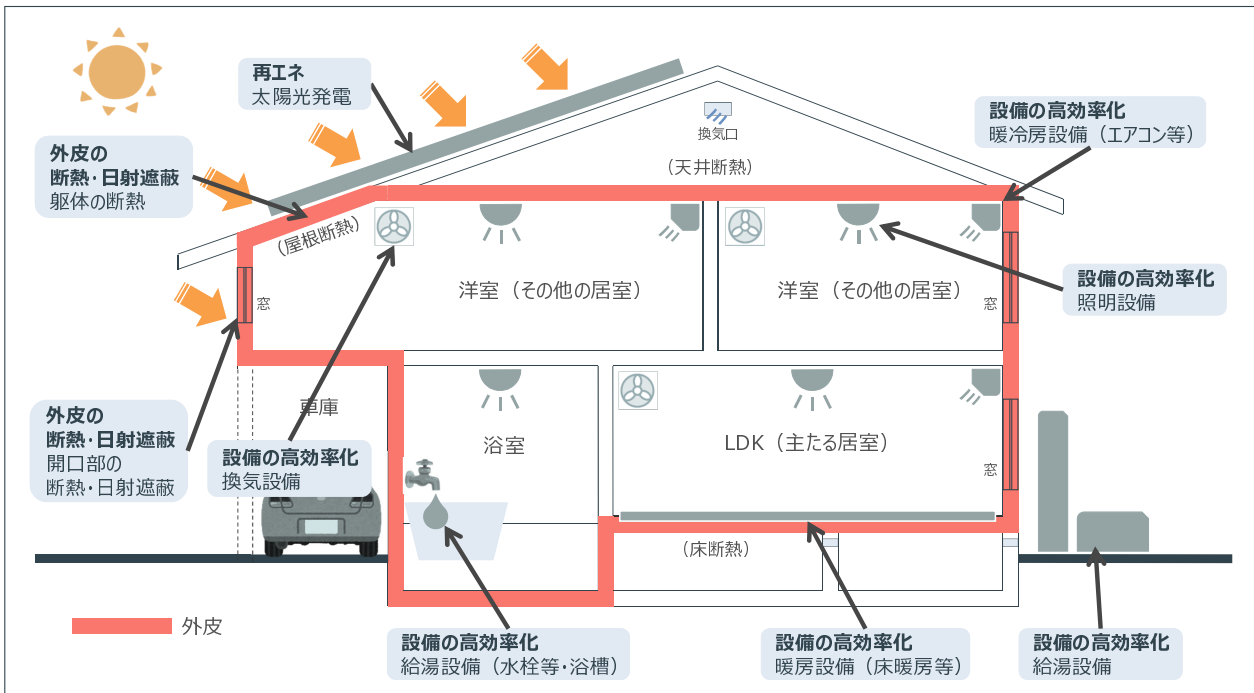 再エネ
太陽光発電
設備の高効率化
暖冷房設備（エアコン等）
換気口
（天井断熱）
外皮の
断熱・日射遮蔽
躯体の断熱
（屋根断熱）
洋室（その他の居室）
洋室（その他の居室）
設備の高効率化
照明設備
窓
窓
外皮の
断熱・日射遮蔽
開口部の
断熱・日射遮蔽
車庫
設備の高効率化
換気設備
浴室
LDK（主たる居室）
窓
（床断熱）
外皮
設備の高効率化
給湯設備（水栓等・浴槽）
設備の高効率化
暖房設備（床暖房等）
設備の高効率化
給湯設備